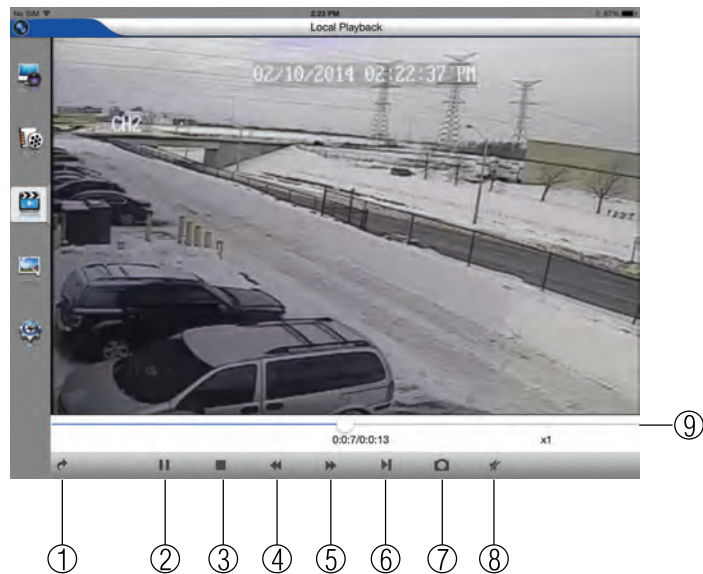 No SIM 2:23 PM 87%
Local Playback
02/10/2014 02:22:37 PM
CH2
0:0:7/0:0:13 x1
⑨
① ② ③ ④ ⑤ ⑥ ⑦ ⑧